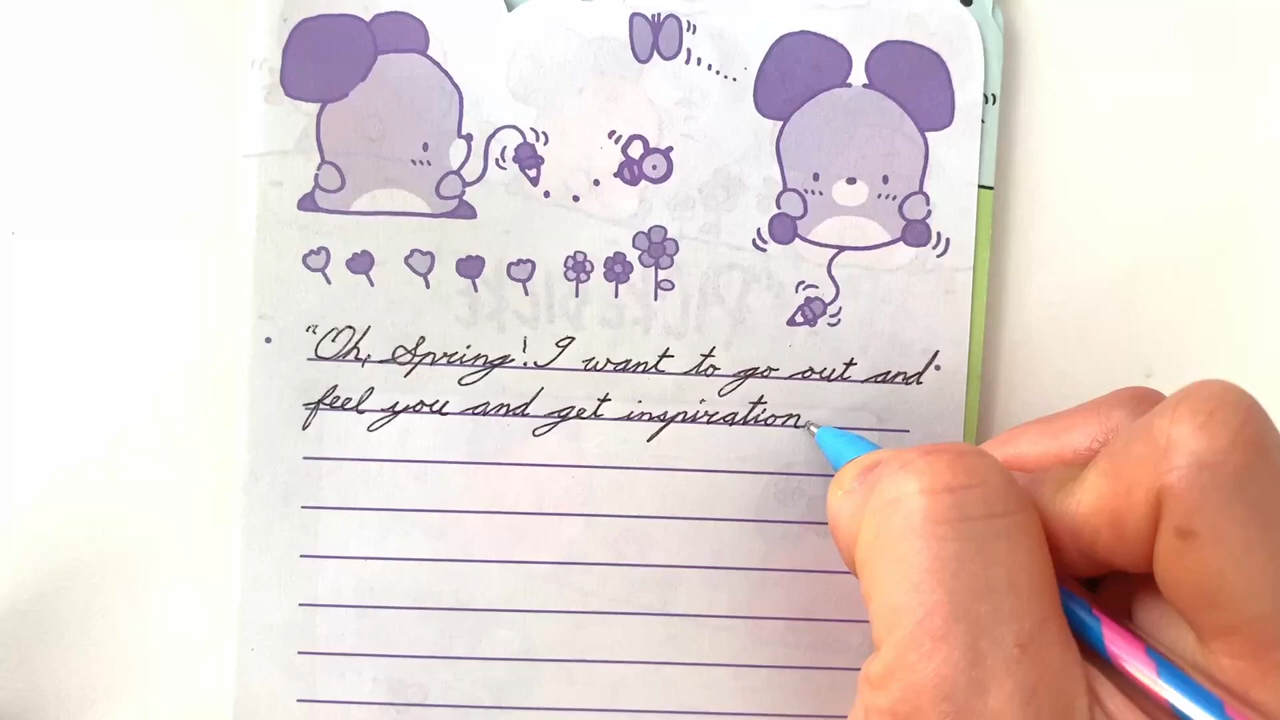 "Oh, Spring! I want to go out and
feel you and get inspiration